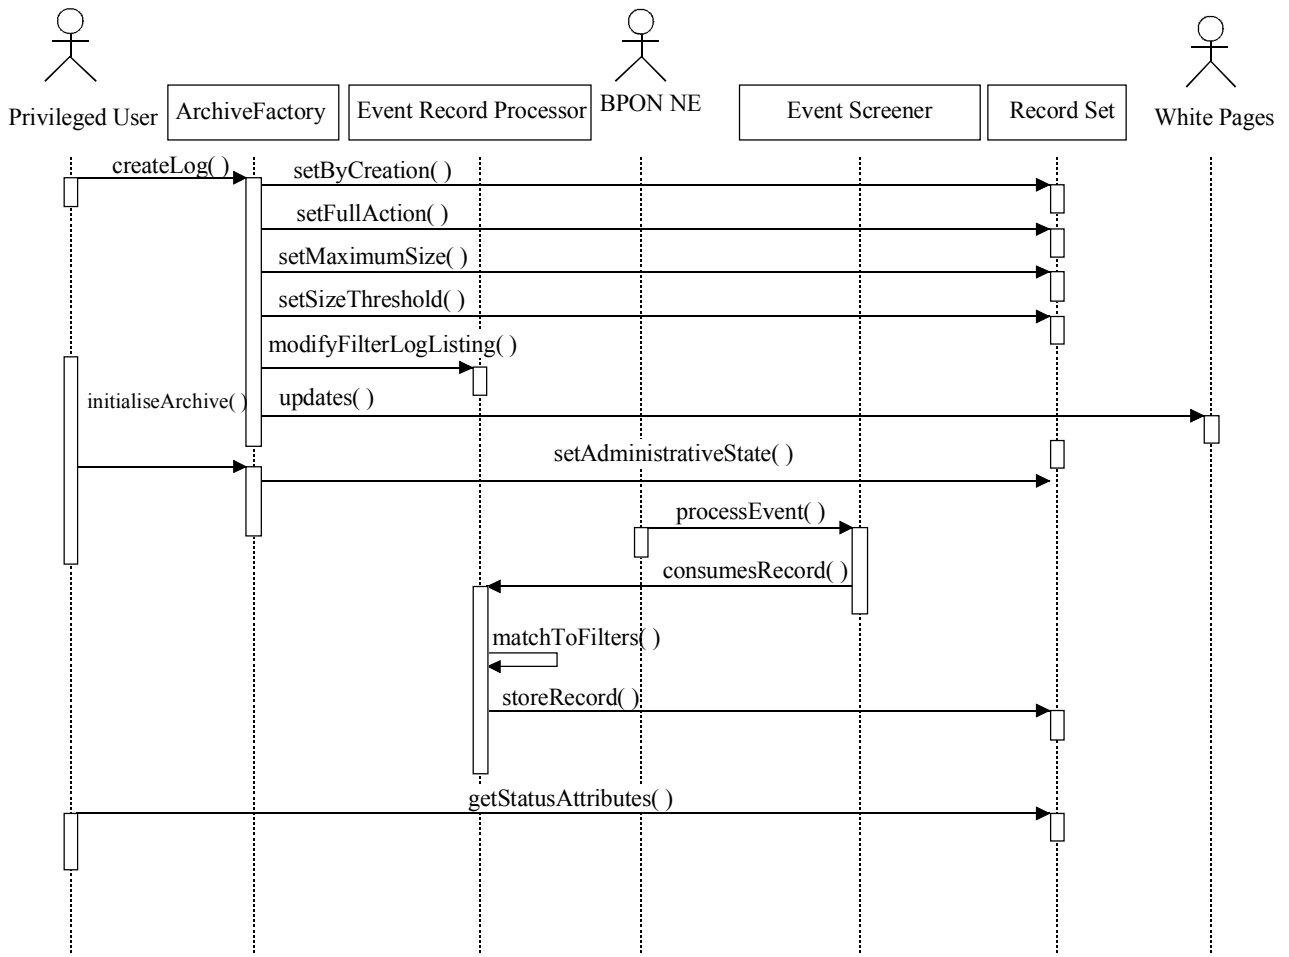 Privileged User
ArchiveFactory
Event Record Processor
BPON NE
Event Screener
Record Set
White Pages
createLog( )
setByCreation( )
setFullAction( )
setMaximumSize( )
setSizeThreshold( )
modifyFilterLogListing( )
initialiseArchive( )
updates( )
setAdministrativeState( )
processEvent( )
consumesRecord( )
matchToFilters( )
storeRecord( )
getStatusAttributes( )